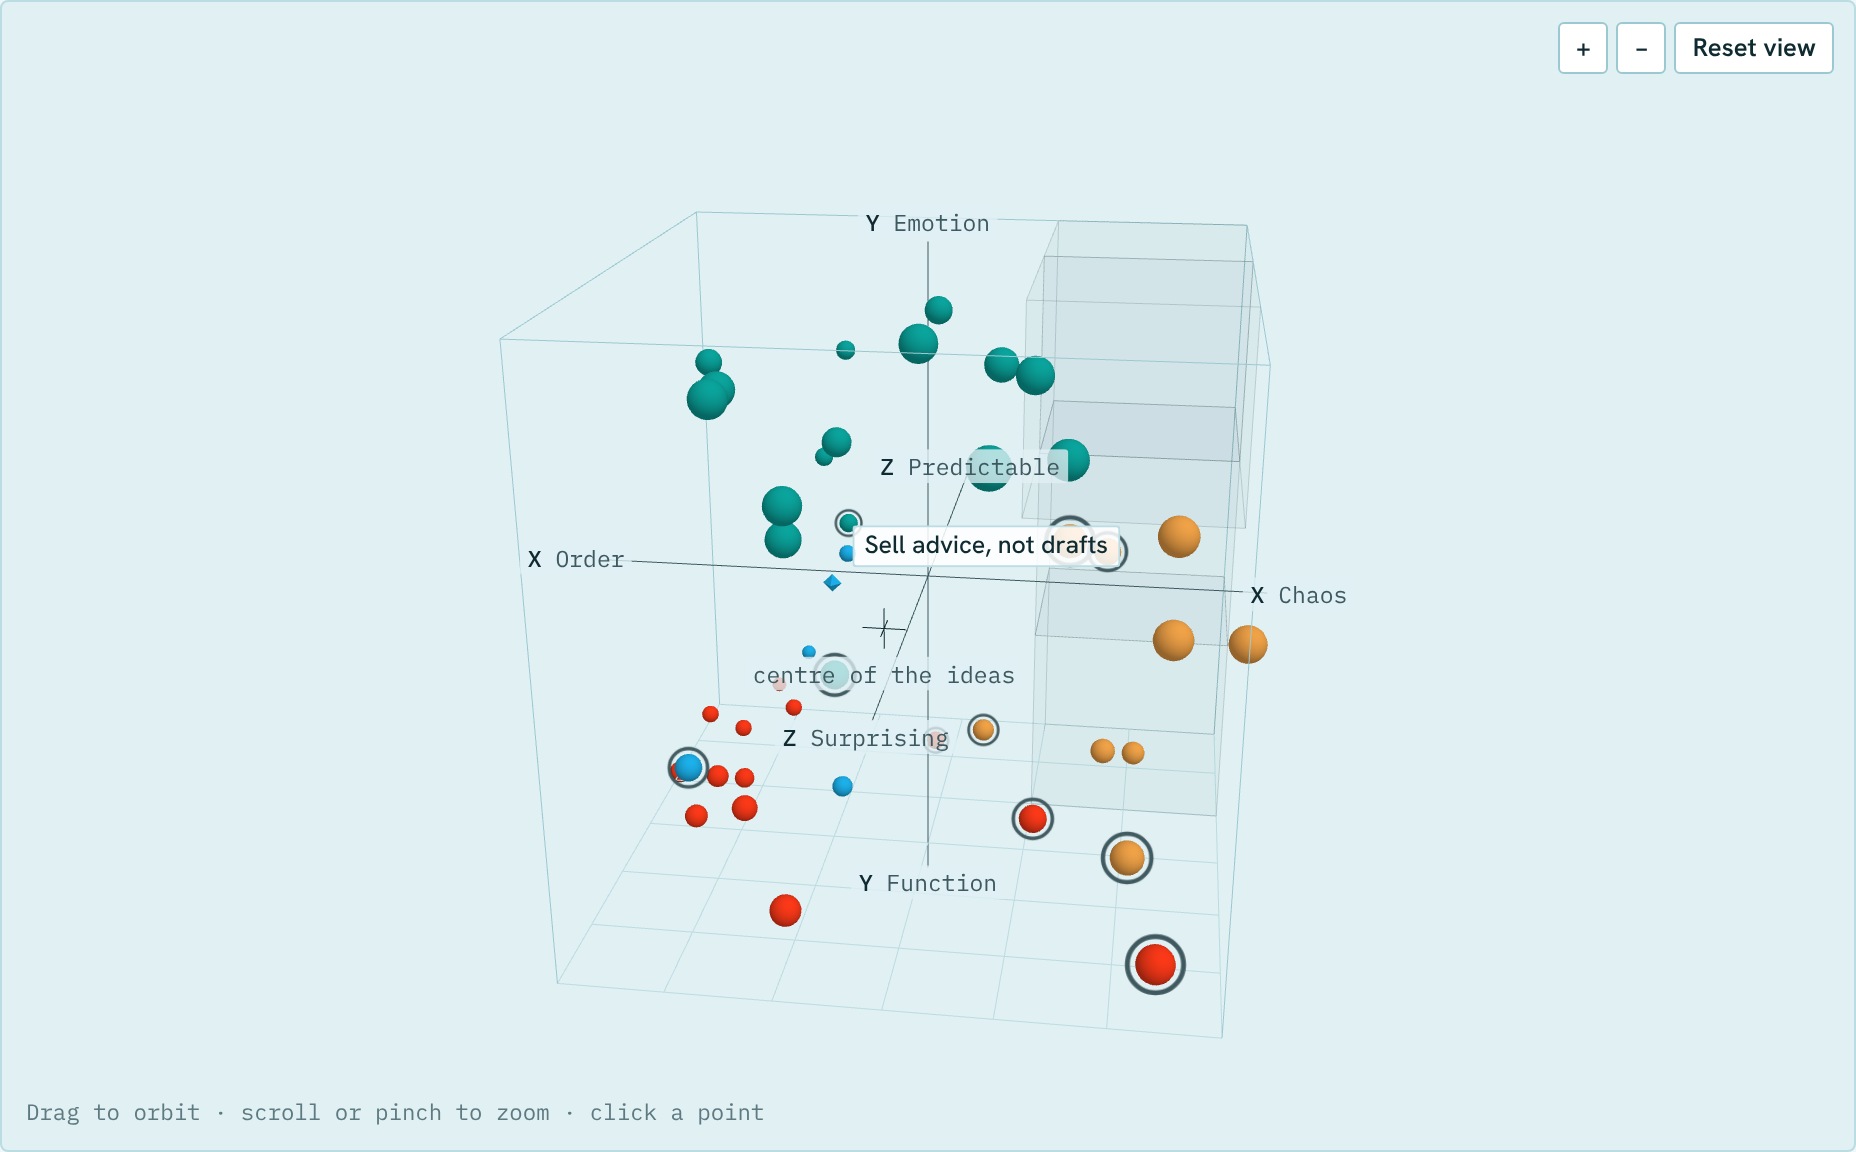 +
−
Reset view
Y Emotion
Z Predictable
Sell advice, not drafts
X Order
X Chaos
centre of the ideas
Z Surprising
Y Function
Drag to orbit · scroll or pinch to zoom · click a point